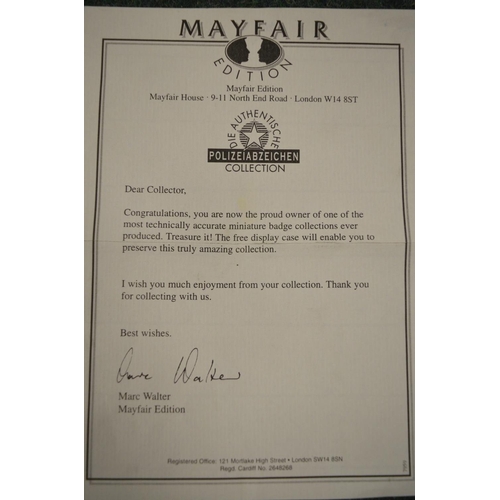 MAYFAIR
EDITION
Mayfair Edition
Mayfair House · 9-11 North End Road · London W14 8ST
DIE AUTHENTISCHE
POLIZEIABZEICHEN
COLLECTION
Dear Collector,
Congratulations, you are now the proud owner of one of the
most technically accurate miniature badge collections ever
produced. Treasure it! The free display case will enable you to
preserve this truly amazing collection.
I wish you much enjoyment from your collection. Thank you
for collecting with us.
Best wishes.
Marc Walter
Marc Walter
Mayfair Edition
Registered Office: 121 Mortlake High Street • London SW14 8SN
Regd. Cardiff No. 2648268